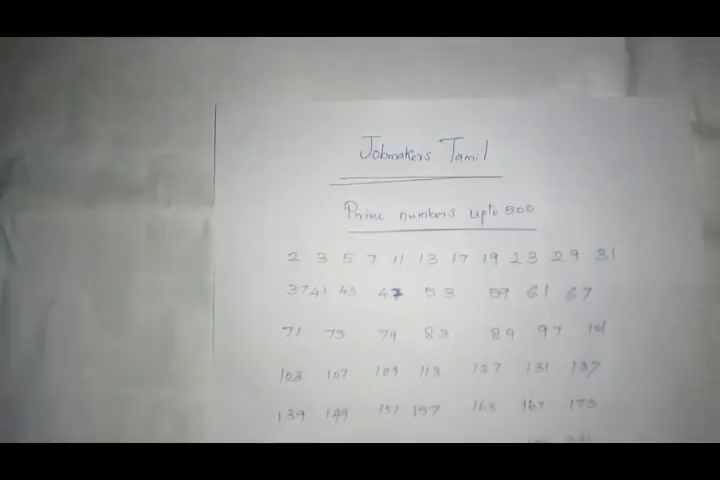 Jobmakers Tamil
Prime numbers upto 500
2 3 5 7 11 13 17 19 23 29 31
37 41 43 47 53 59 61 67
71 73 79 83 89 97 101
103 107 109 113 127 131 137
139 149 151 157 163 167 173